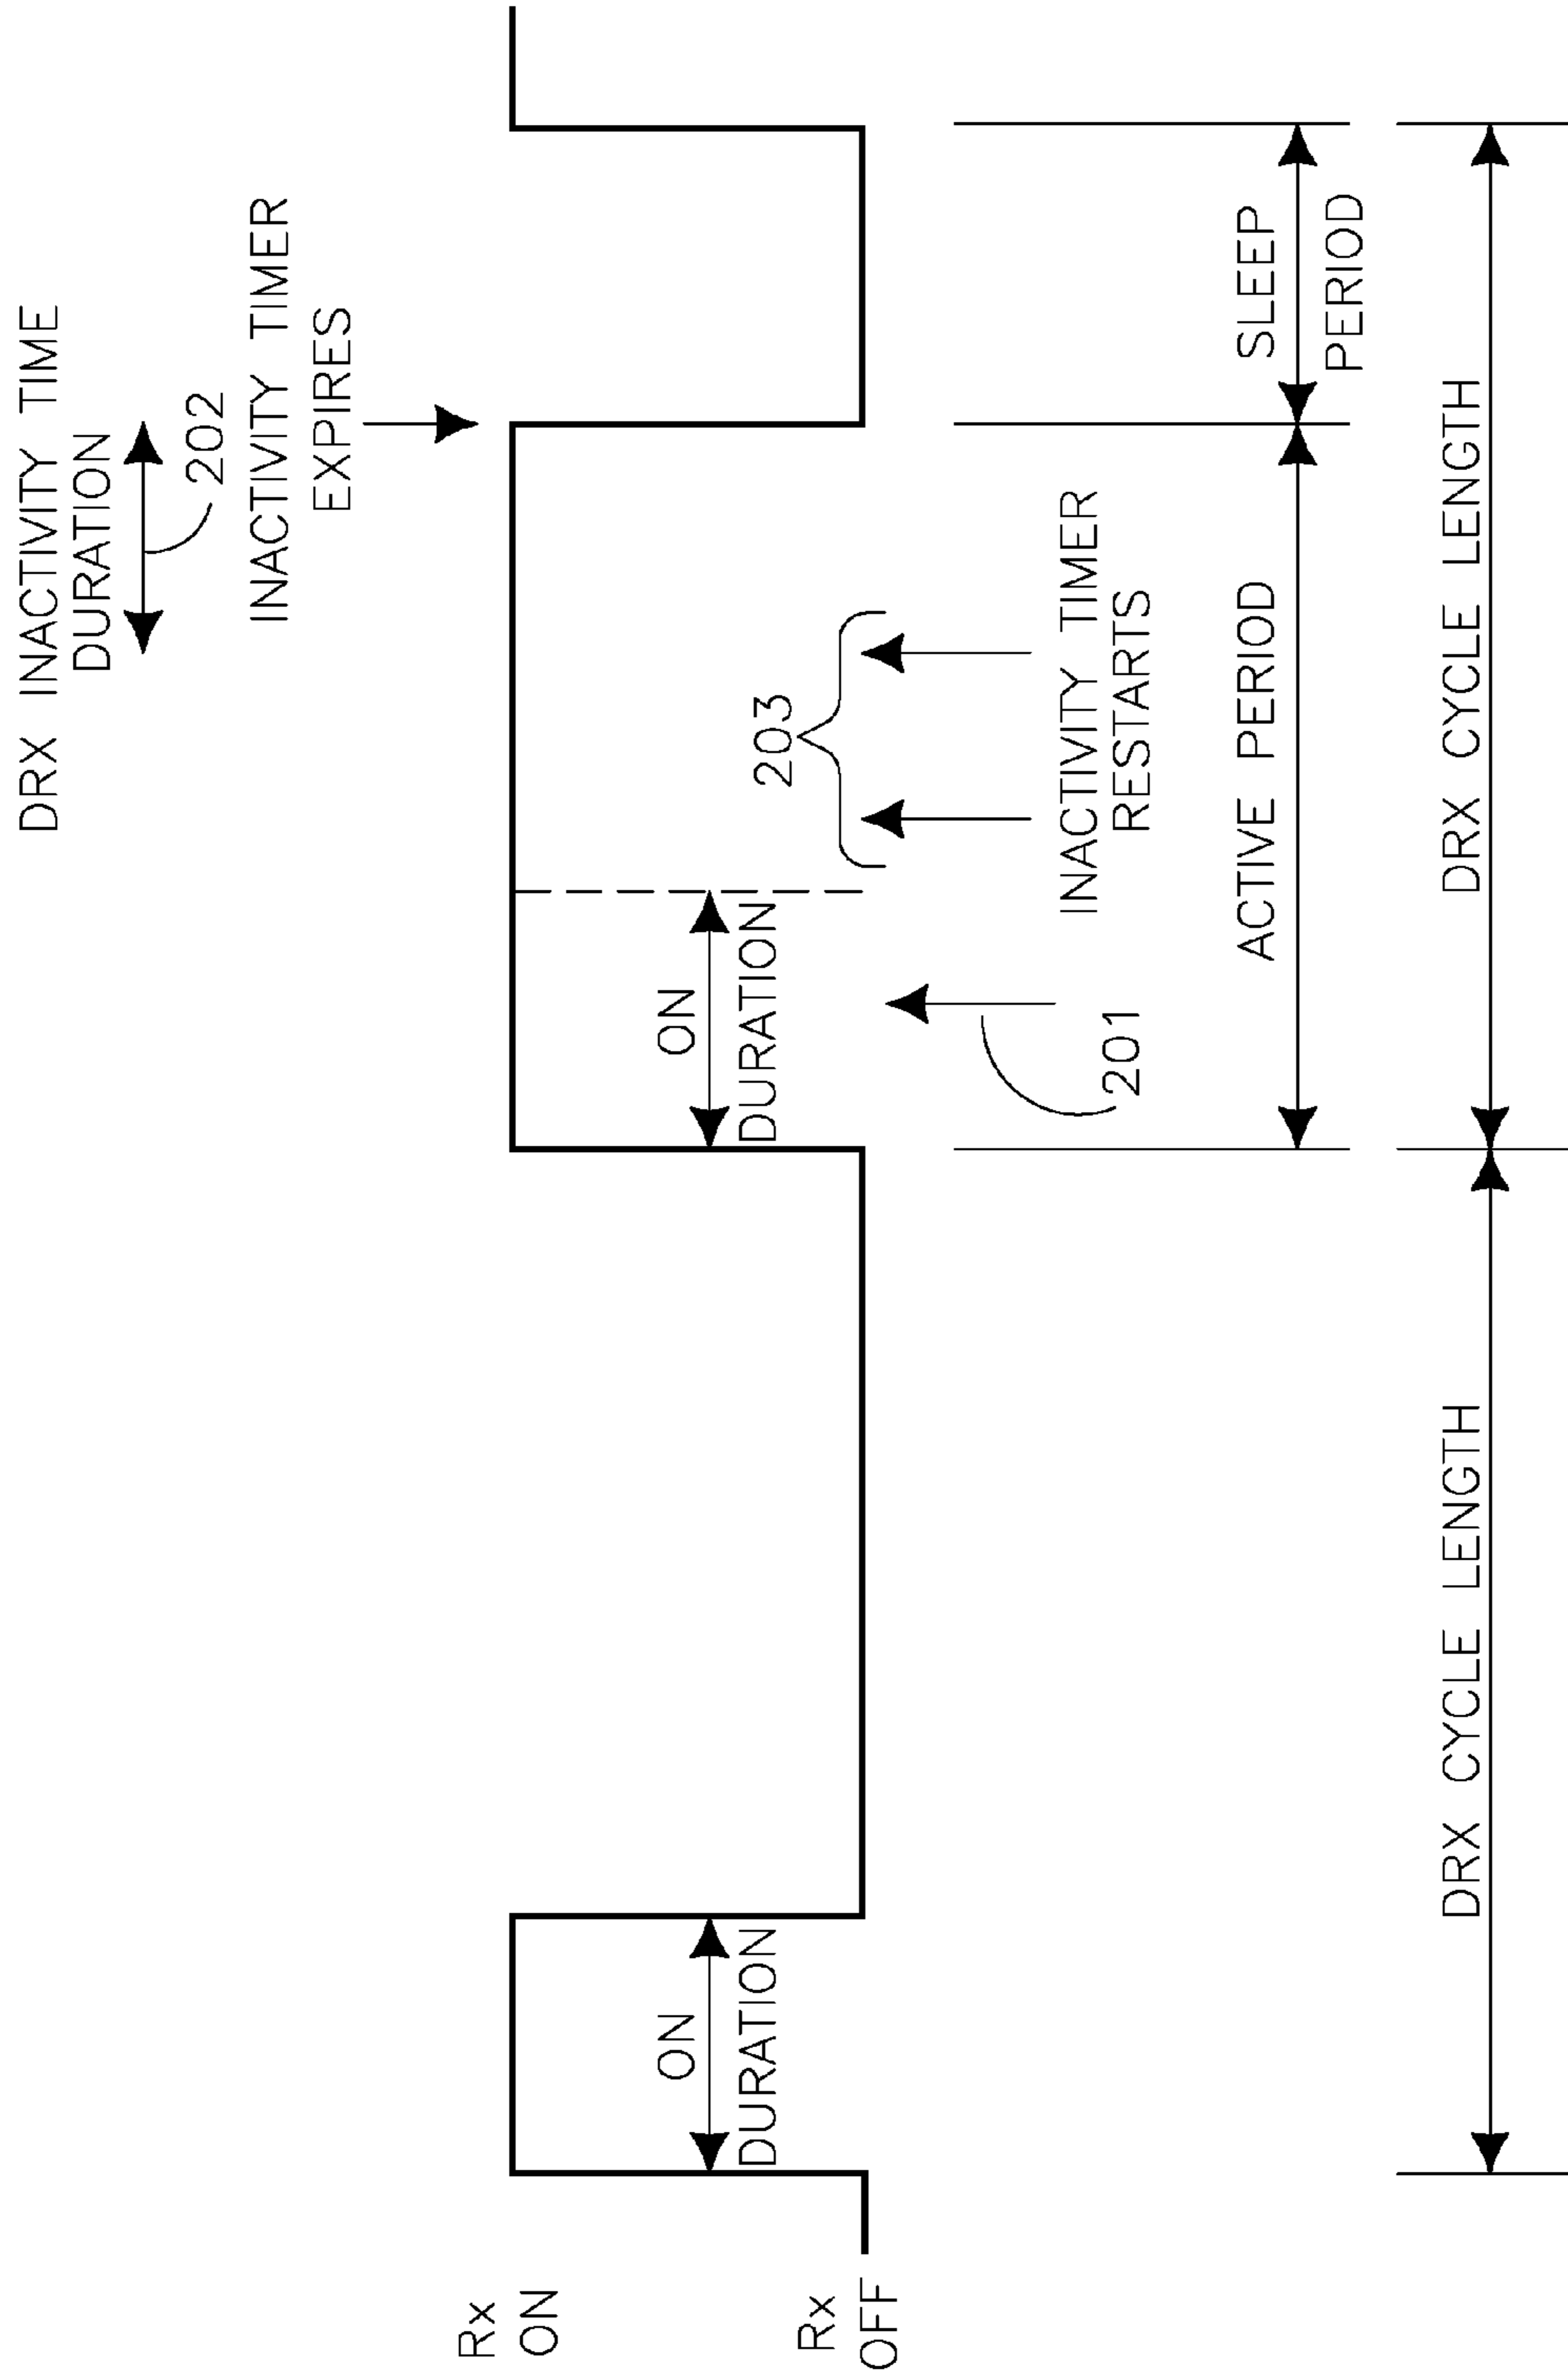 DRX INACTIVITY TIME
DURATION
202
INACTIVITY TIMER
EXPIRES
Rx
ON
ON
DURATION
ON
DURATION
203
Rx
OFF
201
INACTIVITY TIMER
RESTARTS
ACTIVE PERIOD
SLEEP
PERIOD
DRX CYCLE LENGTH
DRX CYCLE LENGTH